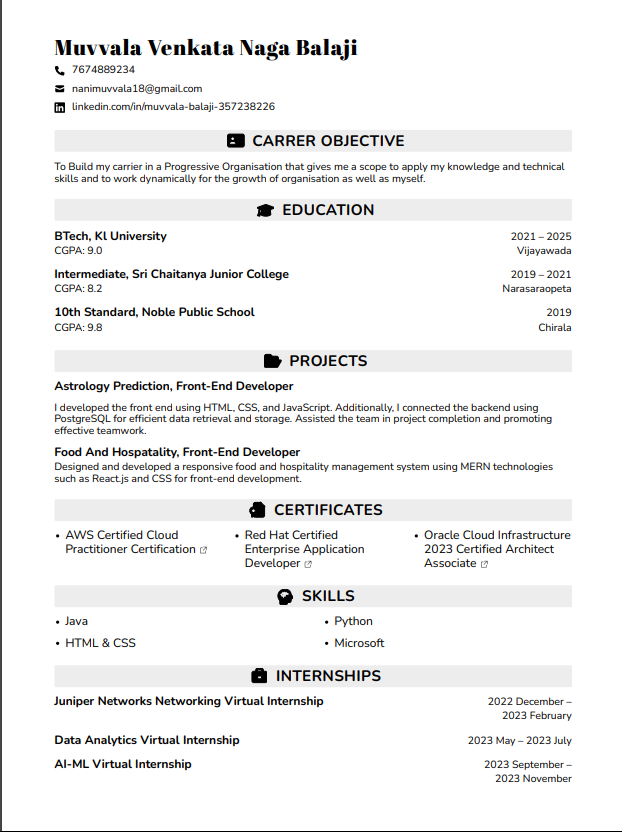 Muvvala Venkata Naga Balaji
7674889234
nanimuvvala18@gmail.com
linkedin.com/in/muvvala-balaji-357238226
CARRER OBJECTIVE
To Build my carrier in a Progressive Organisation that gives me a scope to apply my knowledge and technical
skills and to work dynamically for the growth of organisation as well as myself.
EDUCATION
BTech, Kl University 2021 – 2025
CGPA: 9.0 Vijayawada
Intermediate, Sri Chaitanya Junior College 2019 – 2021
CGPA: 8.2 Narasaraopeta
10th Standard, Noble Public School 2019
CGPA: 9.8 Chirala
PROJECTS
Astrology Prediction, Front-End Developer
I developed the front end using HTML, CSS, and JavaScript. Additionally, I connected the backend using
PostgreSQL for efficient data retrieval and storage. Assisted the team in project completion and promoting
effective teamwork.
Food And Hospatality, Front-End Developer
Designed and developed a responsive food and hospitality management system using MERN technologies
such as React.js and CSS for front-end development.
CERTIFICATES
• AWS Certified Cloud
Practitioner Certification
• Red Hat Certified
Enterprise Application
Developer
• Oracle Cloud Infrastructure
2023 Certified Architect
Associate
SKILLS
• Java
• Python
• HTML & CSS
• Microsoft
INTERNSHIPS
Juniper Networks Networking Virtual Internship 2022 December –
2023 February
Data Analytics Virtual Internship 2023 May – 2023 July
AI-ML Virtual Internship 2023 September –
2023 November